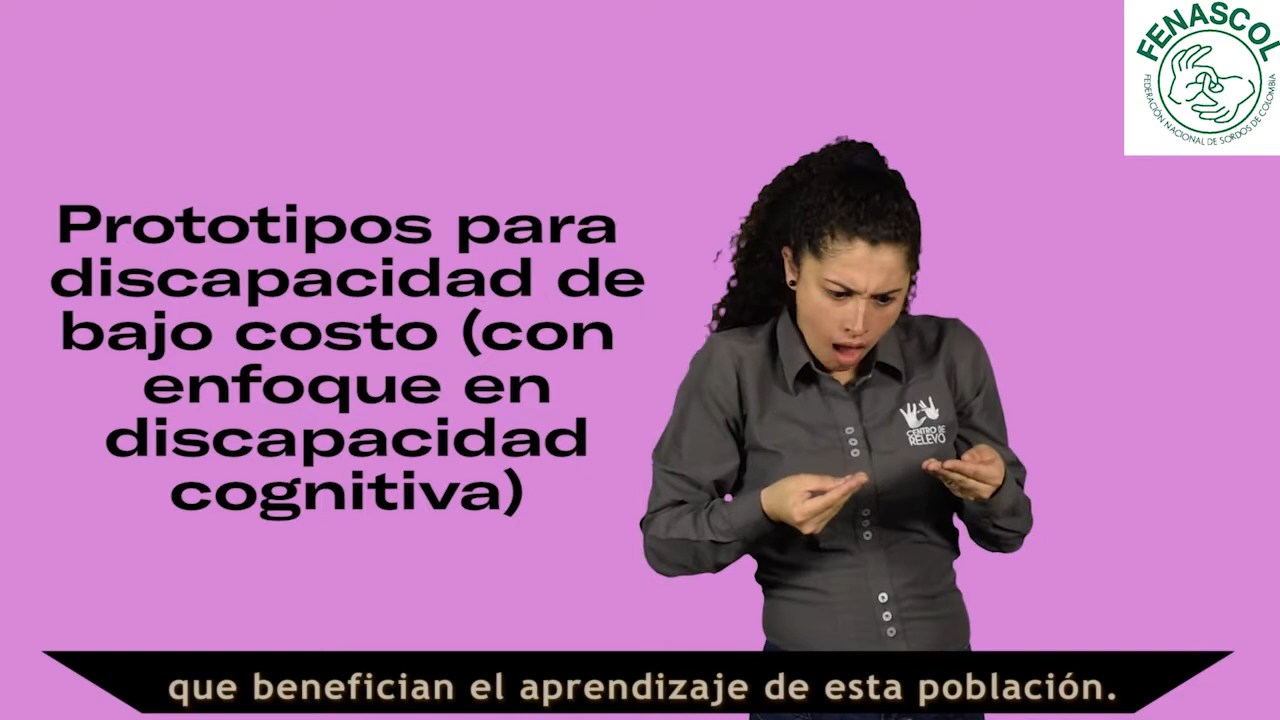 FENASCOL
FEDERACIÓN NACIONAL DE SORDOS DE COLOMBIA
Prototipos para
discapacidad de
bajo costo (con
enfoque en
discapacidad
cognitiva)
CENTRO DE
RELEVO
que benefician el aprendizaje de esta población.